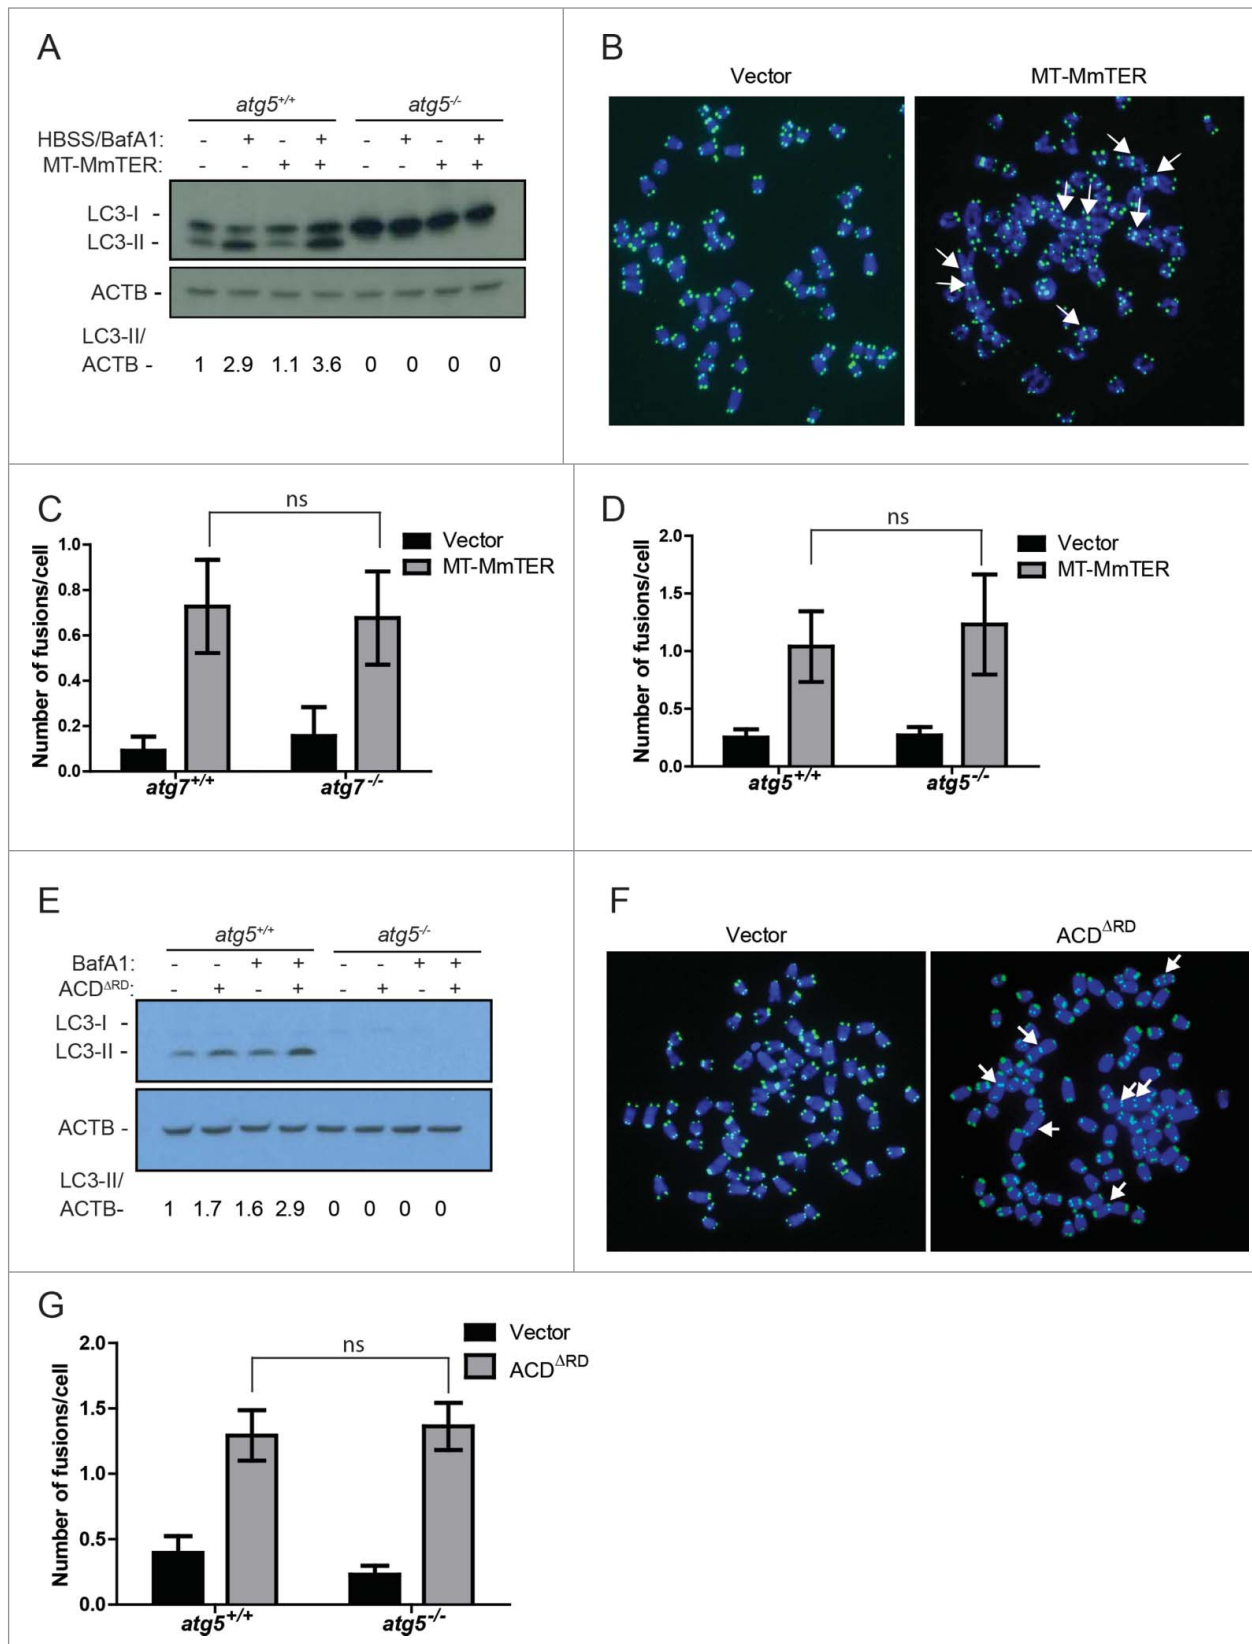 A
atg5+/+ atg5-/-
HBSS/BafA1: - + - + - + - +
MT-MmTER: - - + + - - + +
LC3-I -
LC3-II -
ACTB -
LC3-II/
ACTB - 1 2.9 1.1 3.6 0 0 0 0
B
Vector MT-MmTER
C
ns
Vector
MT-MmTER
Number of fusions/cell
1.0
0.8
0.6
0.4
0.2
0.0
atg7+/+ atg7-/-
D
ns
Vector
MT-MmTER
Number of fusions/cell
2.0
1.5
1.0
0.5
0.0
atg5+/+ atg5-/-
E
atg5+/+ atg5-/-
BafA1: - - + + - - + +
ACDΔRD: - + - + - + - +
LC3-I -
LC3-II -
ACTB -
LC3-II/
ACTB- 1 1.7 1.6 2.9 0 0 0 0
F
Vector ACDΔRD
G
ns
Vector
ACDΔRD
Number of fusions/cell
2.0
1.5
1.0
0.5
0.0
atg5+/+ atg5-/-